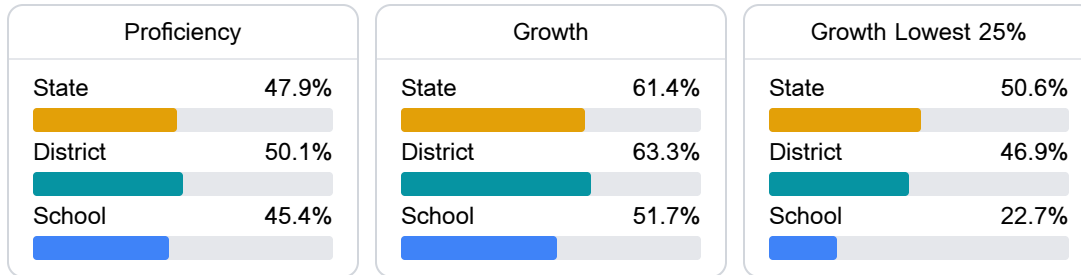 Proficiency
State 47.9%
District 50.1%
School 45.4%
Growth
State 61.4%
District 63.3%
School 51.7%
Growth Lowest 25%
State 50.6%
District 46.9%
School 22.7%